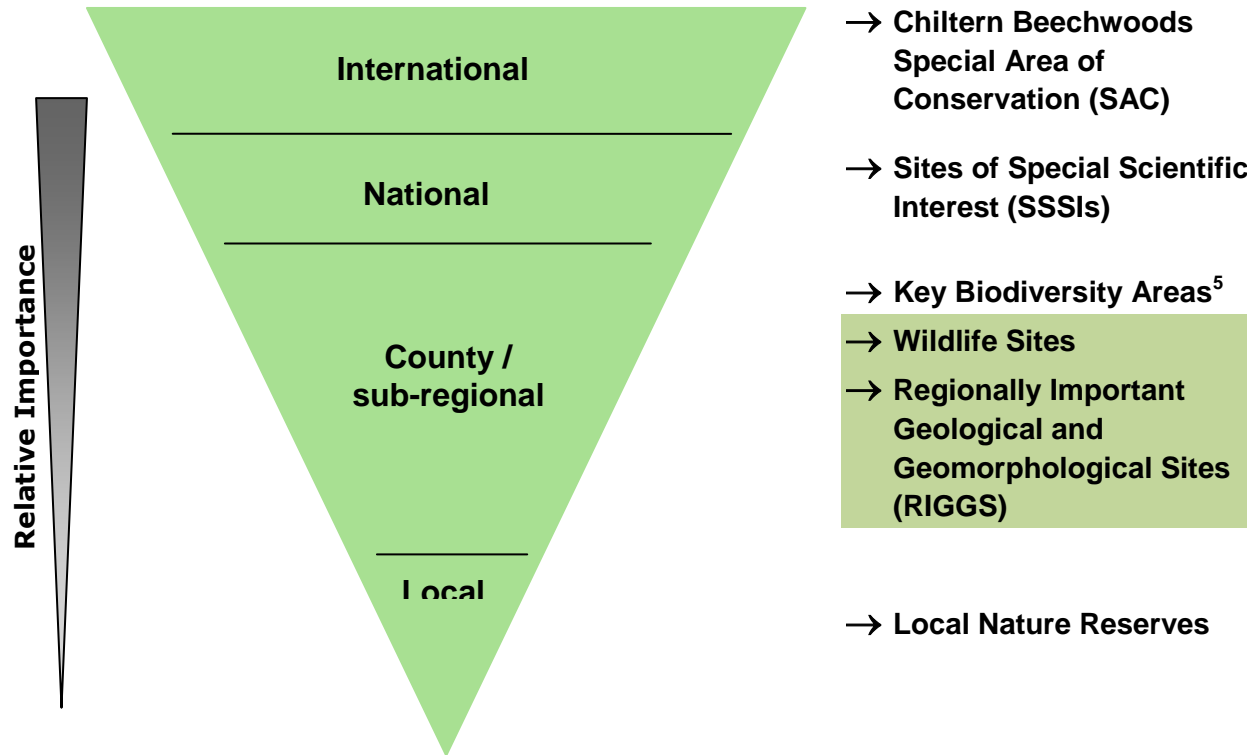 International
National
County /
sub-regional
Local
Relative Importance
→ Chiltern Beechwoods
Special Area of
Conservation (SAC)
→ Sites of Special Scientific
Interest (SSSIs)
→ Key Biodiversity Areas⁵
→ Wildlife Sites
→ Regionally Important
Geological and
Geomorphological Sites
(RIGGS)
→ Local Nature Reserves